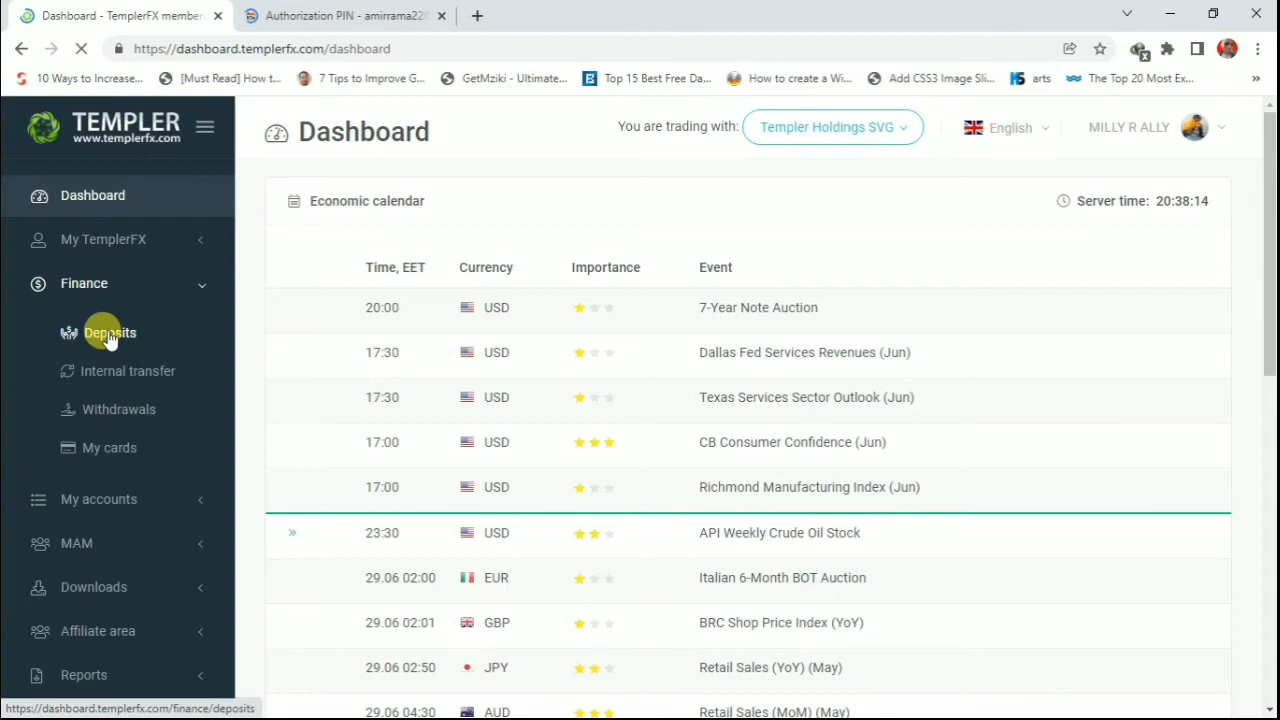 Dashboard - TemplerFX member
Authorization PIN - amirrama220
https://dashboard.templerfx.com/dashboard
10 Ways to Increase...
[Must Read] How t...
7 Tips to Improve G...
GetMziki - Ultimate...
Top 15 Best Free Da...
How to create a Wi...
Add CSS3 Image Sli...
arts
The Top 20 Most Ex...
TEMPLER
www.templerfx.com
Dashboard
You are trading with:
Templer Holdings SVG
English
MILLY R ALLY
Dashboard
My TemplerFX
Finance
Deposits
Internal transfer
Withdrawals
My cards
My accounts
MAM
Downloads
Affiliate area
Reports
Economic calendar
Server time: 20:38:14
Time, EET Currency Importance Event
20:00 USD 7-Year Note Auction
17:30 USD Dallas Fed Services Revenues (Jun)
17:30 USD Texas Services Sector Outlook (Jun)
17:00 USD CB Consumer Confidence (Jun)
17:00 USD Richmond Manufacturing Index (Jun)
23:30 USD API Weekly Crude Oil Stock
29.06 02:00 EUR Italian 6-Month BOT Auction
29.06 02:01 GBP BRC Shop Price Index (YoY)
29.06 02:50 JPY Retail Sales (YoY) (May)
29.06 04:30 AUD Retail Sales (MoM) (May)
https://dashboard.templerfx.com/finance/deposits